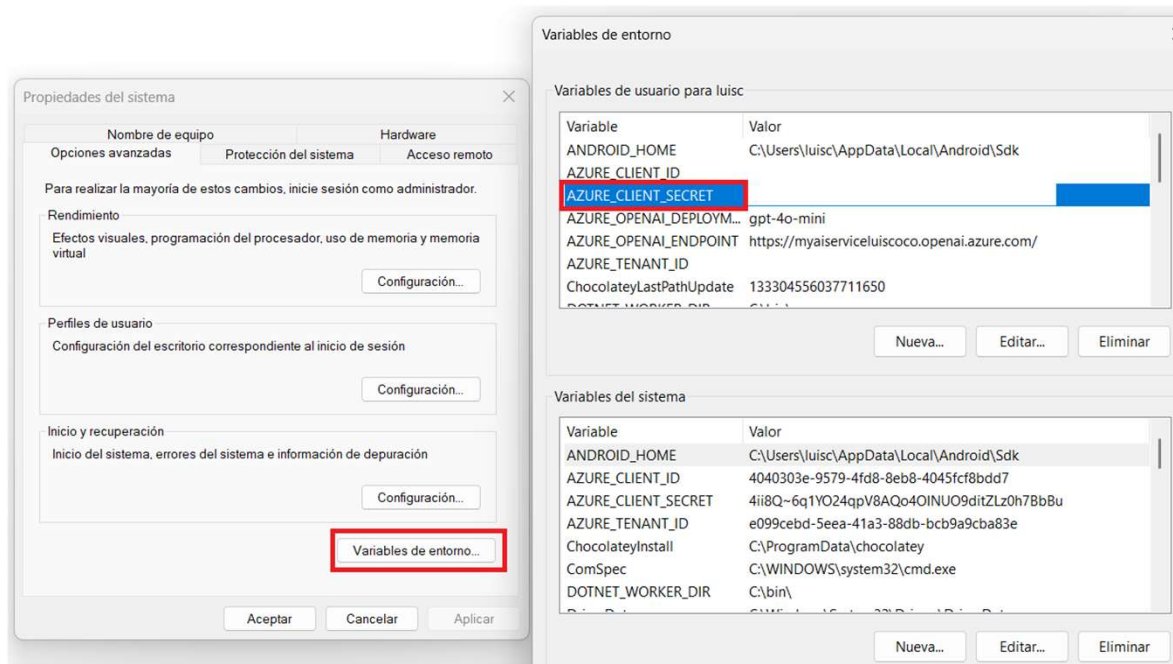 Variables de entorno
Propiedades del sistema
Nombre de equipo Hardware
Opciones avanzadas Protección del sistema Acceso remoto
Para realizar la mayoría de estos cambios, inicie sesión como administrador.
Rendimiento
Efectos visuales, programación del procesador, uso de memoria y memoria
virtual
Configuración...
Perfiles de usuario
Configuración del escritorio correspondiente al inicio de sesión
Configuración...
Inicio y recuperación
Inicio del sistema, errores del sistema e información de depuración
Configuración...
Variables de entorno...
Aceptar Cancelar Aplicar
Variables de usuario para luisc
Variable Valor
ANDROID_HOME C:\Users\luisc\AppData\Local\Android\Sdk
AZURE_CLIENT_ID
AZURE_CLIENT_SECRET
AZURE_OPENAI_DEPLOYM... gpt-4o-mini
AZURE_OPENAI_ENDPOINT https://myaiserviceluiscoco.openai.azure.com/
AZURE_TENANT_ID
ChocolateyLastPathUpdate 133304556037711650
Nueva... Editar... Eliminar
Variables del sistema
Variable Valor
ANDROID_HOME C:\Users\luisc\AppData\Local\Android\Sdk
AZURE_CLIENT_ID 4040303e-9579-4fd8-8eb8-4045fcf8bdd7
AZURE_CLIENT_SECRET [credential value withheld]
AZURE_TENANT_ID e099cebd-5eea-41a3-88db-bcb9a9cba83e
ChocolateyInstall C:\ProgramData\chocolatey
ComSpec C:\WINDOWS\system32\cmd.exe
DOTNET_WORKER_DIR C:\bin\
Nueva... Editar... Eliminar